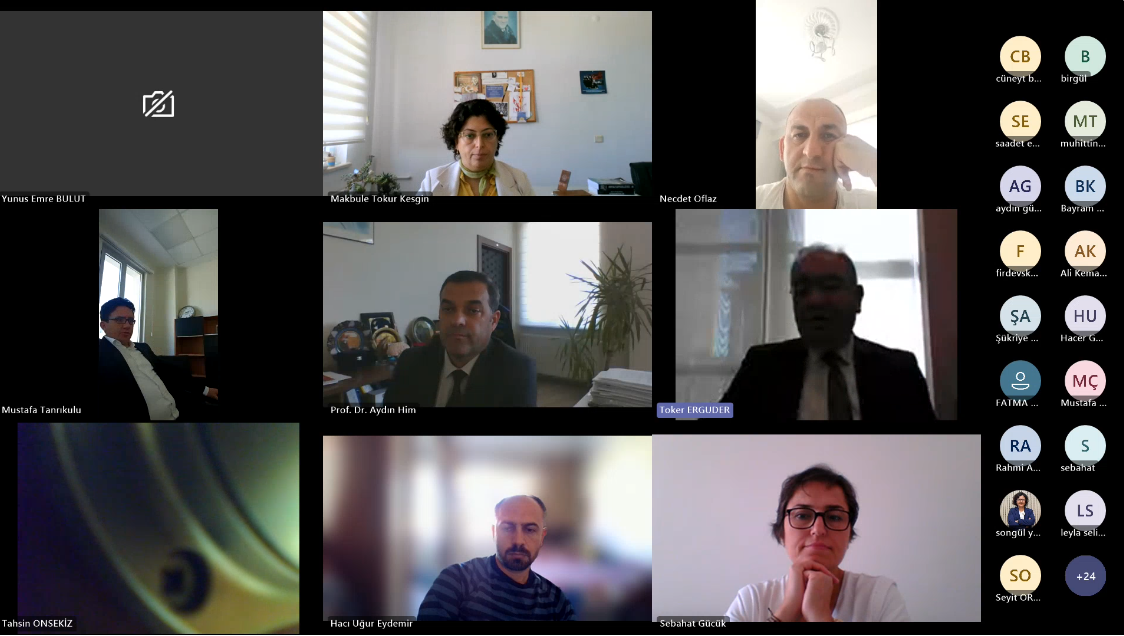 Yunus Emre BULUT
Makbule Tokur Kesgin
Necdet Oflaz
Mustafa Tanrıkulu
Prof. Dr. Aydın Him
Toker ERGUDER
Tahsin ONSEKİZ
Hacı Uğur Eydemir
Sebahat Gücük
CB
cüneyt b...
B
birgül
SE
saadet e...
MT
muhittin...
AG
aydın gü...
BK
Bayram ...
F
firdevsk...
AK
Ali Kema...
ŞA
Şükriye ...
HU
Hacer G...
FATMA ...
MÇ
Mustafa ...
RA
Rahmi A...
S
sebahat
songül y...
LS
leyla seli...
SO
Seyit OR...
+24